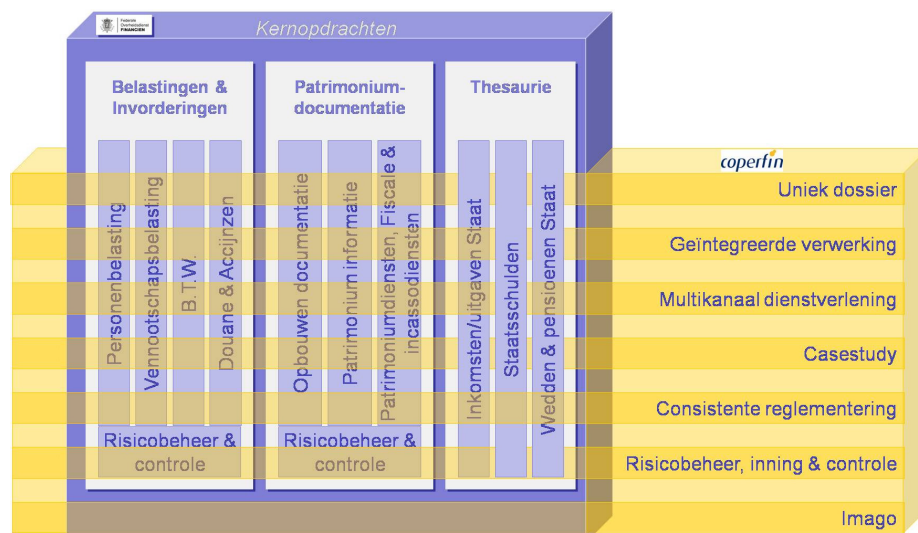 Federale
Overheidsdienst
FINANCIEN
Kernopdrachten
Belastingen &
Invorderingen
Personenbelasting
Vennootschapsbelasting
B.T.W.
Douane & Accijnzen
Risicobeheer &
controle
Patrimonium-
documentatie
Opbouwen documentatie
Patrimonium informatie
Patrimoniumdiensten, Fiscale &
incassodiensten
Risicobeheer &
controle
Thesaurie
Inkomsten/uitgaven Staat
Staatsschulden
Wedden & pensioenen Staat
coperfin
Uniek dossier
Geïntegreerde verwerking
Multikanaal dienstverlening
Casestudy
Consistente reglementering
Risicobeheer, inning & controle
Imago